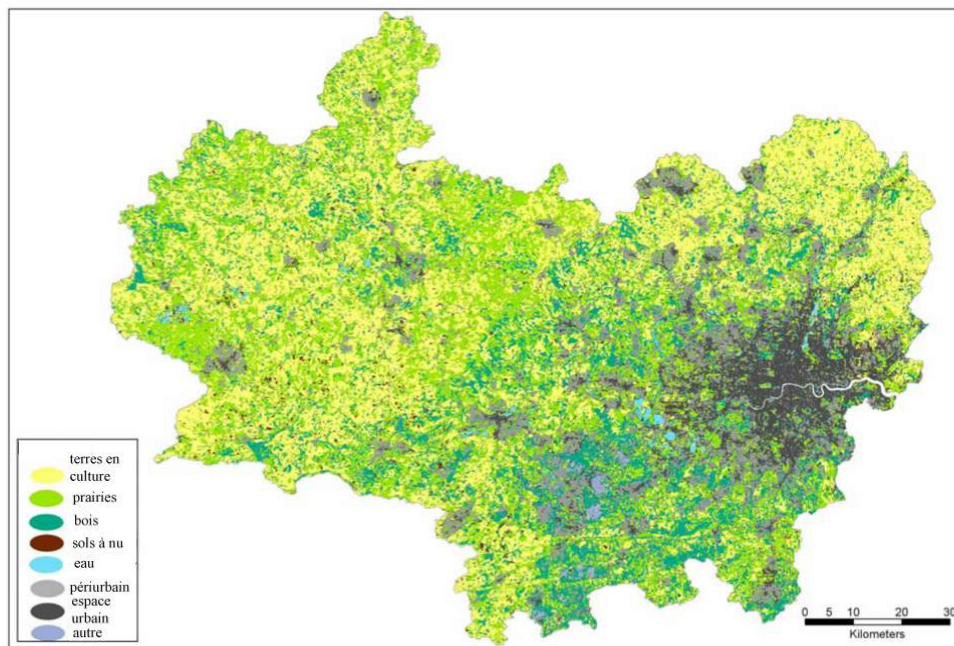 terres en
culture
prairies
bois
sols à nu
eau
périurbain
espace
urbain
autre
0 5 10 20 30
Kilometers